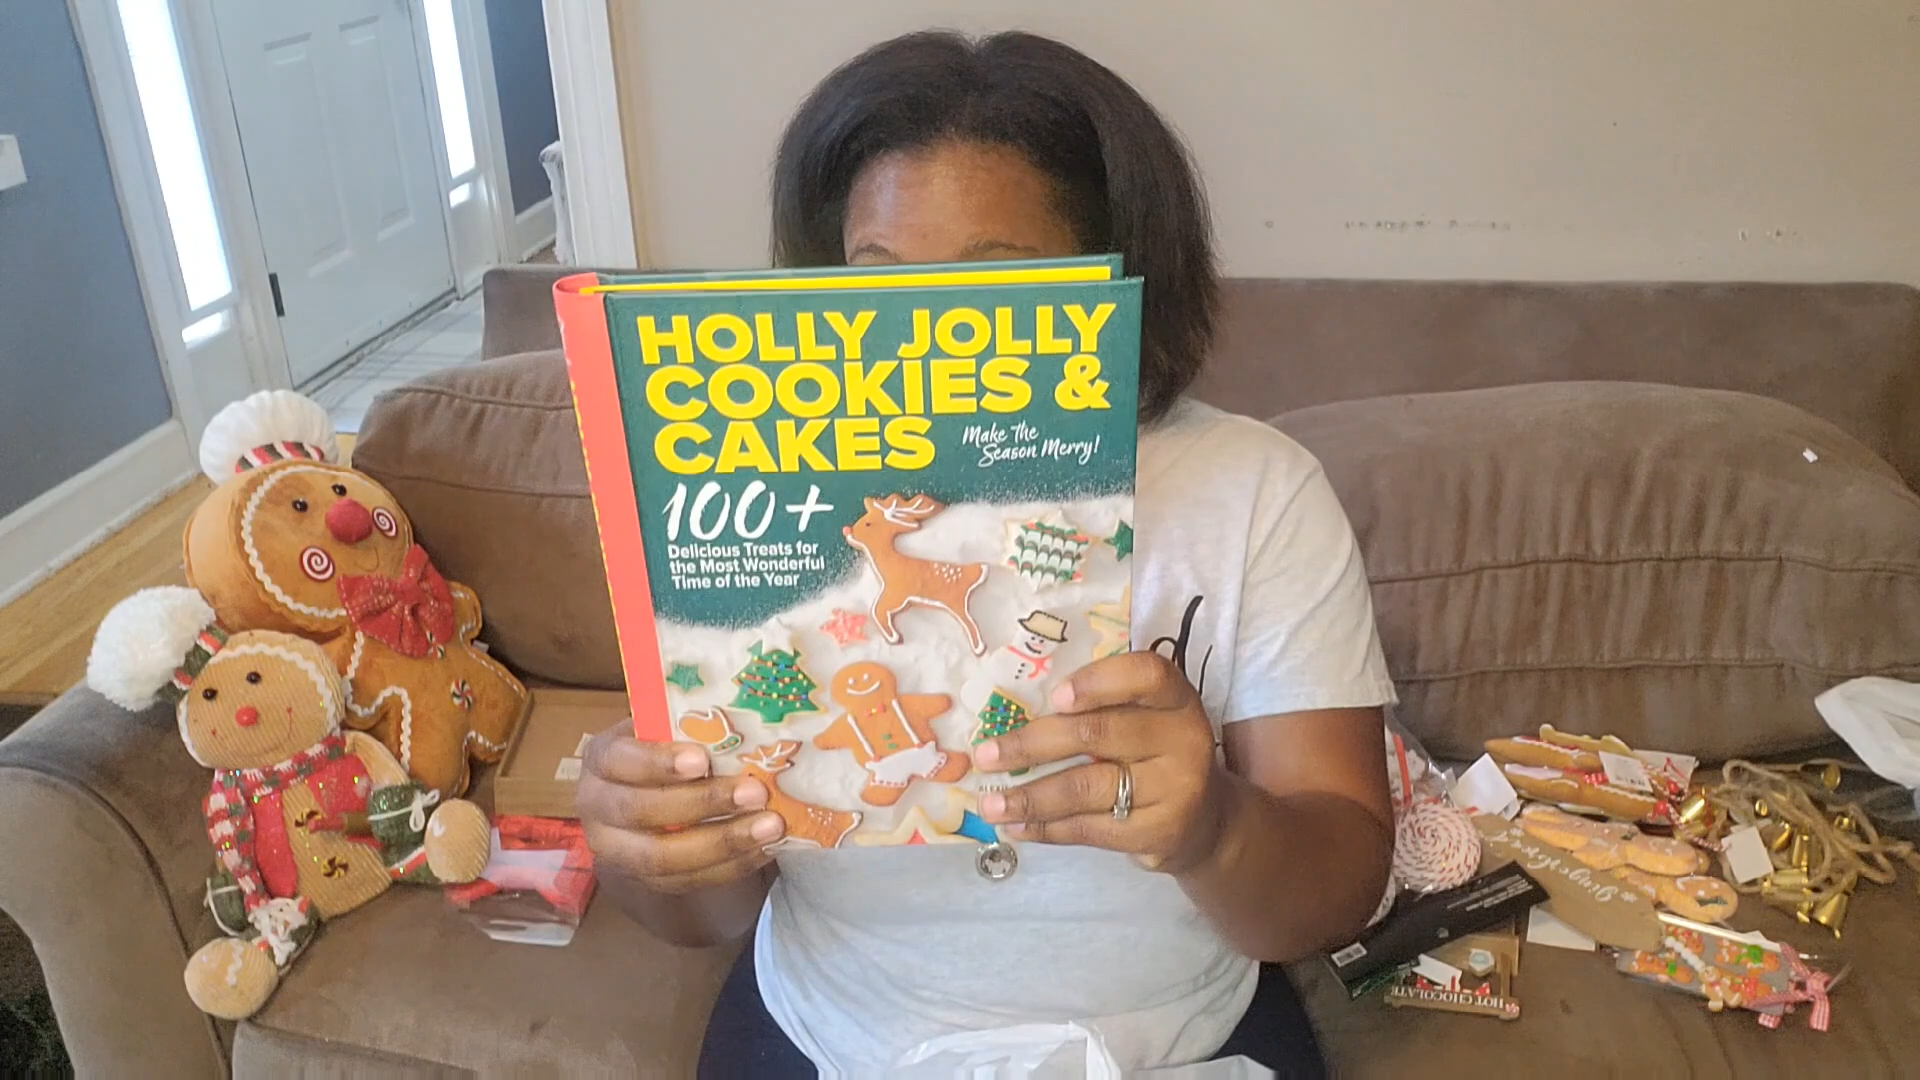 HOLLY JOLLY
COOKIES &
CAKES
Make the
Season Merry!
100+
Delicious Treats for
the Most Wonderful
Time of the Year
#gingerbread
HOT CHOCOLATE